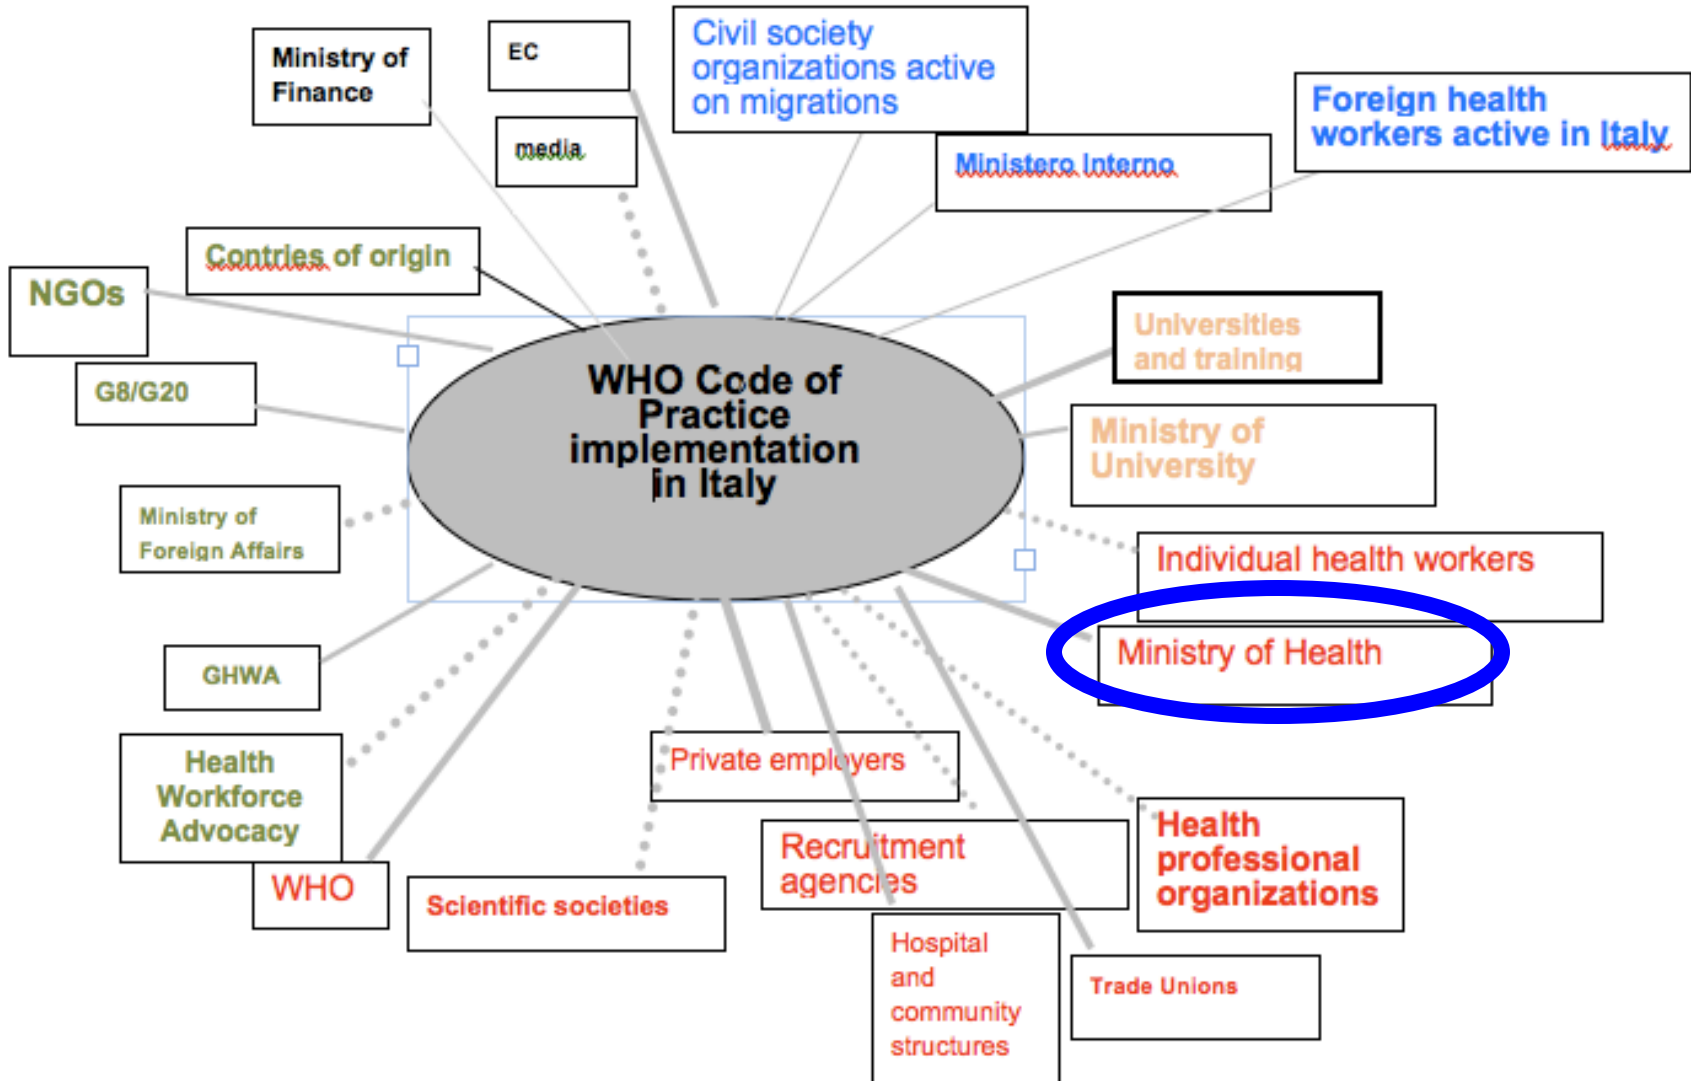 Ministry of
Finance
EC
media
Civil society
organizations active
on migrations
Ministero Interno
Foreign health
workers active in Italy
Contries of origin
NGOs
G8/G20
Ministry of
Foreign Affairs
GHWA
Health
Workforce
Advocacy
WHO
WHO Code of
Practice
implementation
in Italy
Universities
and training
Ministry of
University
Individual health workers
Ministry of Health
Private employers
Scientific societies
Recruitment
agencies
Health
professional
organizations
Hospital
and
community
structures
Trade Unions